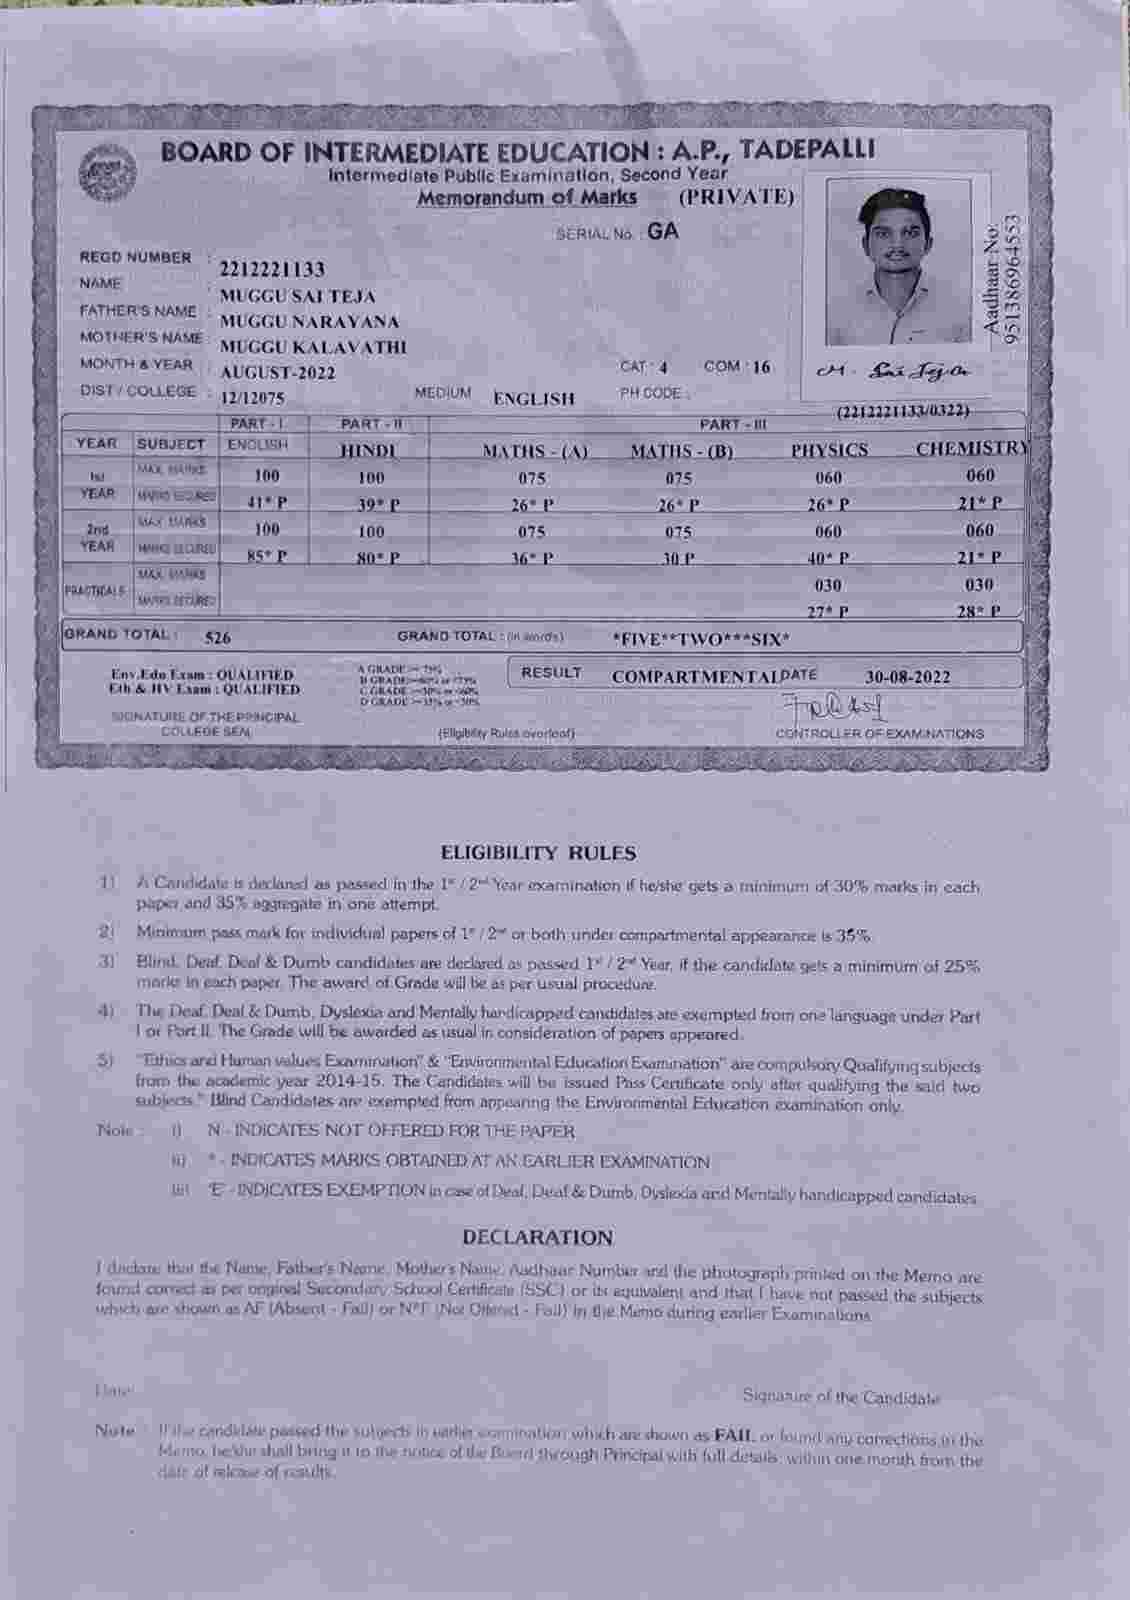 BOARD OF INTERMEDIATE EDUCATION : A.P., TADEPALLI
Intermediate Public Examination, Second Year
Memorandum of Marks (PRIVATE)
SERIAL No. : GA
Aadhaar No:
951386964553
REGD NUMBER : 2212221133
NAME : MUGGU SAI TEJA
FATHER'S NAME : MUGGU NARAYANA
MOTHER'S NAME : MUGGU KALAVATHI
MONTH & YEAR : AUGUST-2022 CAT : 4 COM : 16
DIST / COLLEGE : 12/12075 MEDIUM ENGLISH PH CODE :
M. Sai Teja
(2212221133/0322)
PART - I PART - II PART - III
YEAR SUBJECT ENGLISH HINDI MATHS - (A) MATHS - (B) PHYSICS CHEMISTRY
1st YEAR MAX. MARKS 100 100 075 075 060 060
MARKS SECURED 41* P 39* P 26* P 26* P 26* P 21* P
2nd YEAR MAX. MARKS 100 100 075 075 060 060
MARKS SECURED 85* P 80* P 36* P 30 P 40* P 21* P
PRACTICALS MAX. MARKS 030 030
MARKS SECURED 27* P 28* P
GRAND TOTAL : 526 GRAND TOTAL : (in words) *FIVE**TWO***SIX*
Env.Edu Exam : QUALIFIED
Eth & HV Exam : QUALIFIED
A GRADE >= 75%
B GRADE >=60% or <75%
C GRADE >=50% or <60%
D GRADE >=35% or <50%
RESULT COMPARTMENTAL DATE 30-08-2022
SIGNATURE OF THE PRINCIPAL
COLLEGE SEAL
(Eligibility Rules overleaf)
CONTROLLER OF EXAMINATIONS
ELIGIBILITY RULES
1) A Candidate is declared as passed in the 1st / 2nd Year examination if he/she gets a minimum of 30% marks in each
paper and 35% aggregate in one attempt.
2) Minimum pass mark for individual papers of 1st / 2nd or both under compartmental appearance is 35%.
3) Blind, Deaf, Deaf & Dumb candidates are declared as passed 1st / 2nd Year, if the candidate gets a minimum of 25%
marks in each paper. The award of Grade will be as per usual procedure.
4) The Deaf, Deaf & Dumb, Dyslexia and Mentally handicapped candidates are exempted from one language under Part
I or Part II. The Grade will be awarded as usual in consideration of papers appeared.
5) "Ethics and Human values Examination" & "Environmental Education Examination" are compulsory Qualifying subjects
from the academic year 2014-15. The Candidates will be issued Pass Certificate only after qualifying the said two
subjects." Blind Candidates are exempted from appearing the Environmental Education examination only.
Note : i) N - INDICATES NOT OFFERED FOR THE PAPER
ii) * - INDICATES MARKS OBTAINED AT AN EARLIER EXAMINATION
iii) 'E' - INDICATES EXEMPTION in case of Deaf, Deaf & Dumb, Dyslexia and Mentally handicapped candidates
DECLARATION
I declare that the Name, Father's Name, Mother's Name, Aadhaar Number and the photograph printed on the Memo are
found correct as per original Secondary School Certificate (SSC) or its equivalent and that I have not passed the subjects
which are shown as AF (Absent - Fail) or N*F (Not Offered - Fail) in the Memo during earlier Examinations.
Date: Signature of the Candidate
Note : If the candidate passed the subjects in earlier examination which are shown as FAIL or found any corrections in the
Memo, he/she shall bring it to the notice of the Board through Principal with full details, within one month from the
date of release of results.